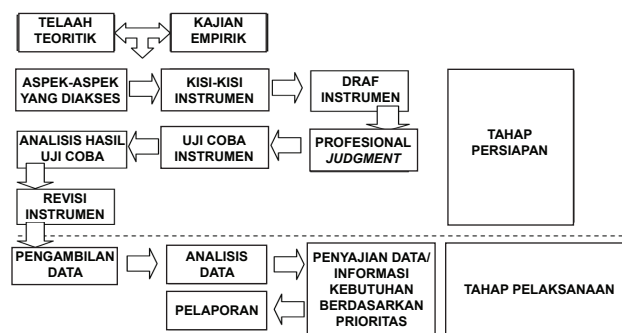 TELAAH
TEORITIK
KAJIAN
EMPIRIK
ASPEK-ASPEK
YANG DIAKSES
KISI-KISI
INSTRUMEN
DRAF
INSTRUMEN
TAHAP
PERSIAPAN
ANALISIS HASIL
UJI COBA
UJI COBA
INSTRUMEN
PROFESIONAL
JUDGMENT
REVISI
INSTRUMEN
PENGAMBILAN
DATA
ANALISIS
DATA
PENYAJIAN DATA/
INFORMASI
KEBUTUHAN
BERDASARKAN
PRIORITAS
TAHAP PELAKSANAAN
PELAPORAN